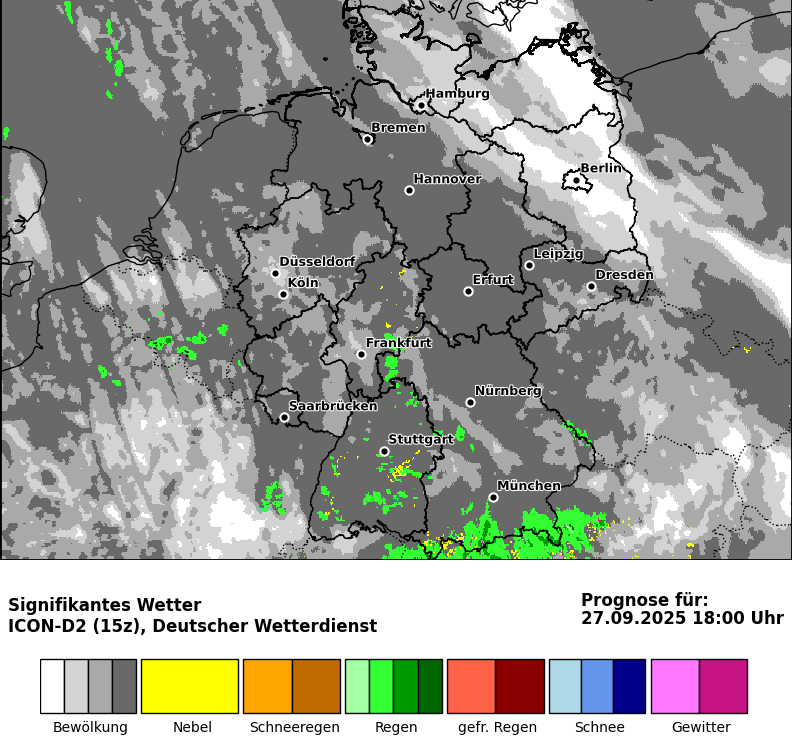 Hamburg
Bremen
Berlin
Hannover
Düsseldorf
Leipzig
Köln
Erfurt
Dresden
Frankfurt
Nürnberg
Saarbrücken
Stuttgart
München
Signifikantes Wetter
ICON-D2 (15z), Deutscher Wetterdienst
Prognose für:
27.09.2025 18:00 Uhr
Bewölkung
Nebel
Schneeregen
Regen
gefr. Regen
Schnee
Gewitter